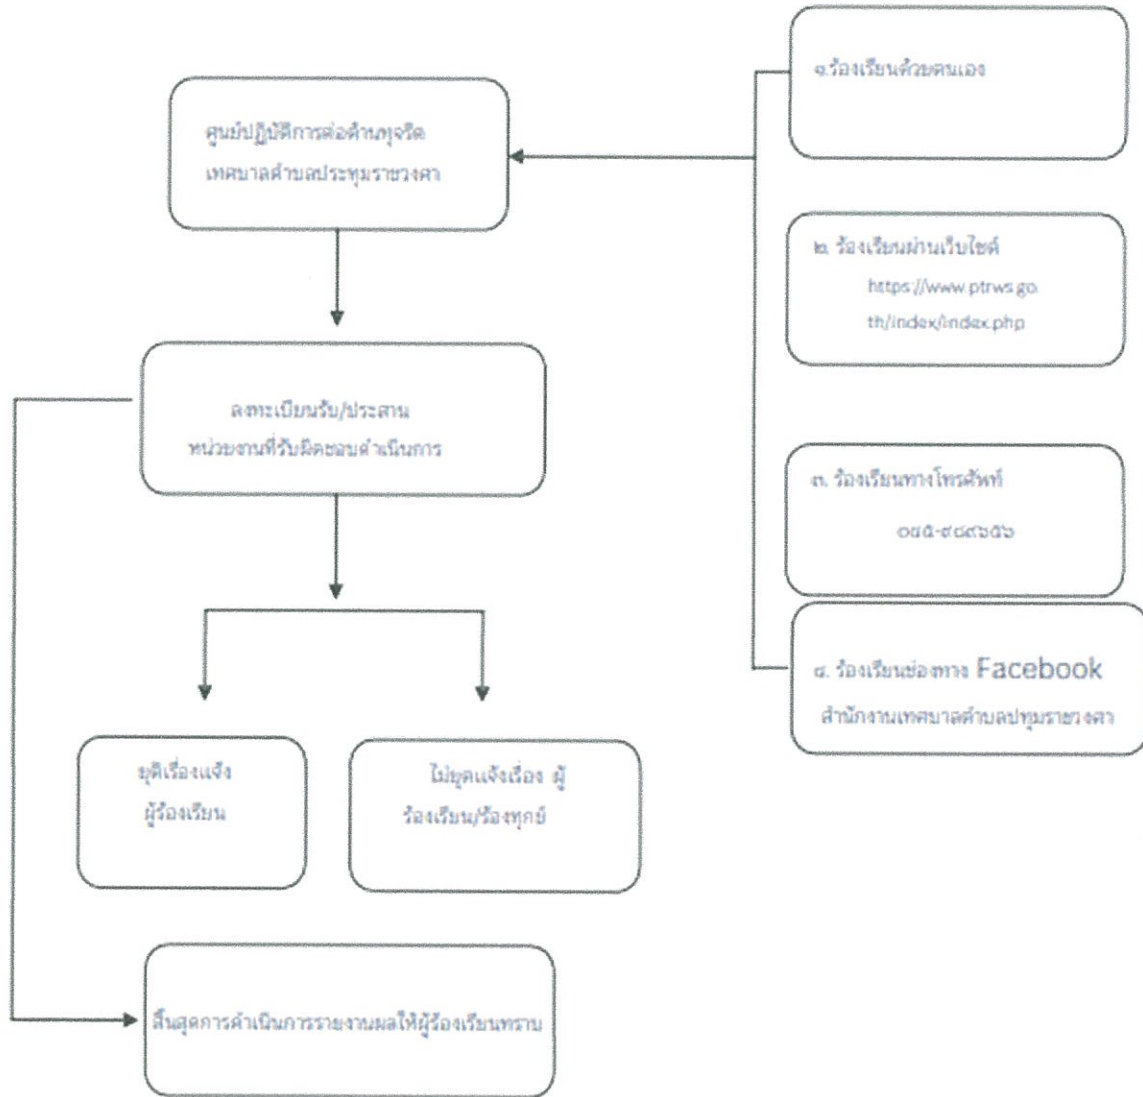 ๑.ร้องเรียนด้วยตนเอง
ศูนย์ปฏิบัติการต่อต้านทุจริต
เทศบาลตำบลประทุมราชวงศา
๒. ร้องเรียนผ่านเว็บไซต์
https://www.ptrws.go.
th/index/index.php
ลงทะเบียนรับ/ประสาน
หน่วยงานที่รับผิดชอบดำเนินการ
๓. ร้องเรียนทางโทรศัพท์
๐๔๕-๙๘๙๖๕๖
๔. ร้องเรียนช่องทาง Facebook
สำนักงานเทศบาลตำบลปทุมราชวงศา
ยุติเรื่องแจ้ง
ผู้ร้องเรียน
ไม่ยุตแจ้งเรื่อง ผู้
ร้องเรียน/ร้องทุกย์
สิ้นสุดการดำเนินการรายงานผลให้ผู้ร้องเรียนทราบ